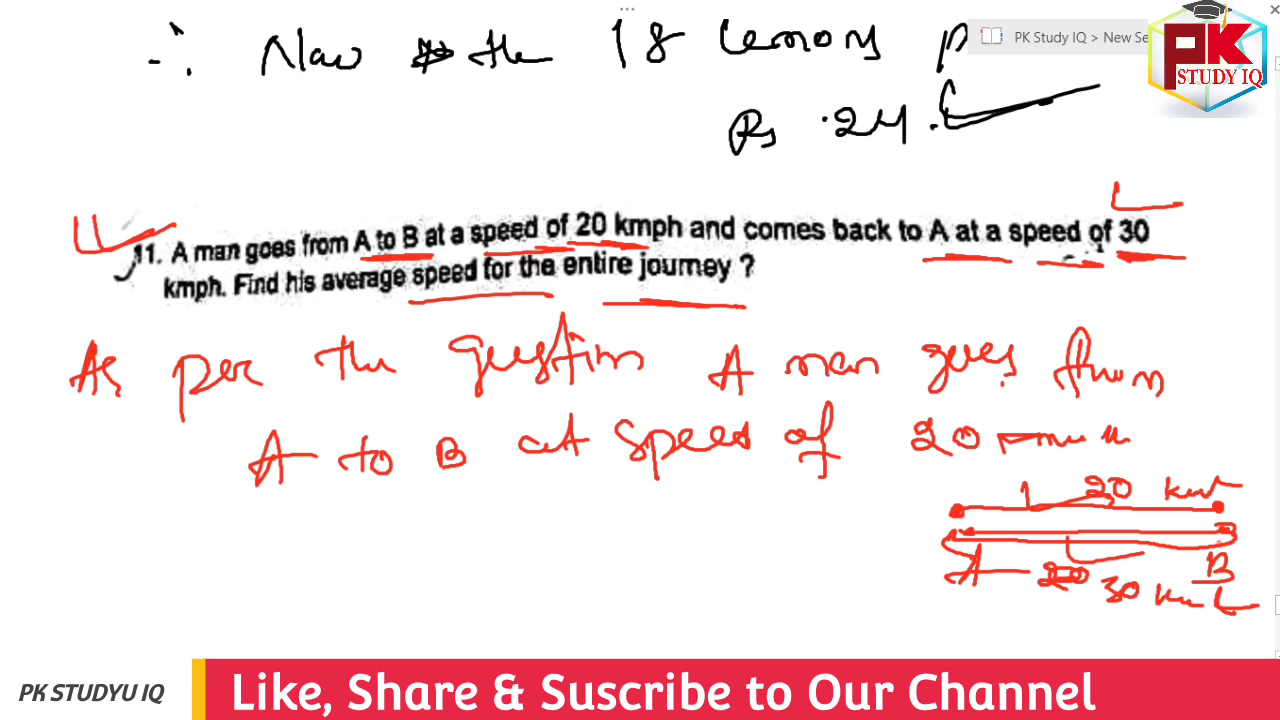 ∴ Now the 18 lemons
PK Study IQ > New Se
PK
STUDY IQ
Rs. 24.
11. A man goes from A to B at a speed of 20 kmph and comes back to A at a speed of 30
kmph. Find his average speed for the entire journey ?
As per the question A man goes from
A to B at speed of 20
20 km
A B
30 km
PK STUDYU IQ
Like, Share & Suscribe to Our Channel